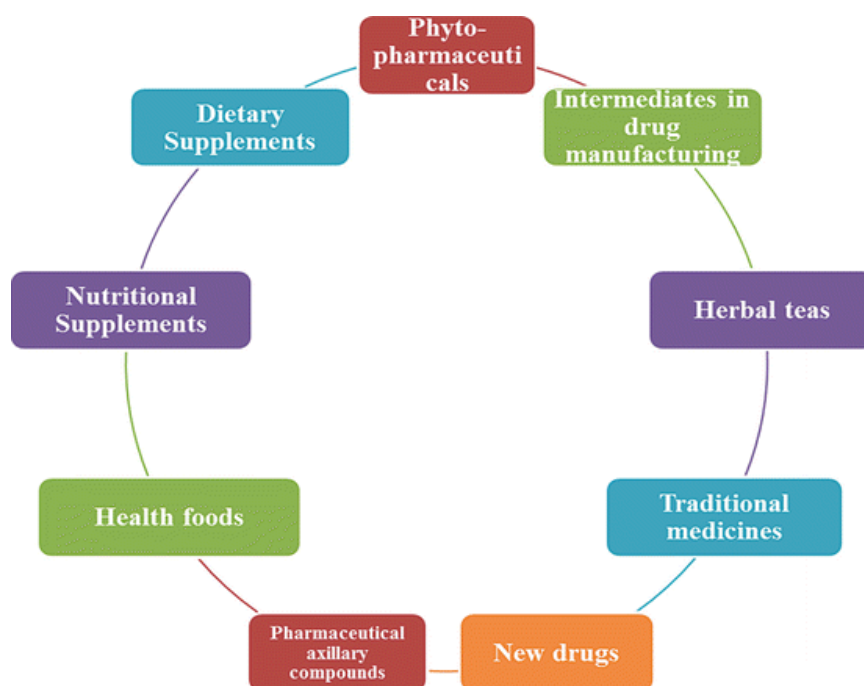 Phyto-
pharmaceuti
cals
Intermediates in
drug
manufacturing
Herbal teas
Traditional
medicines
New drugs
Pharmaceutical
axillary
compounds
Health foods
Nutritional
Supplements
Dietary
Supplements